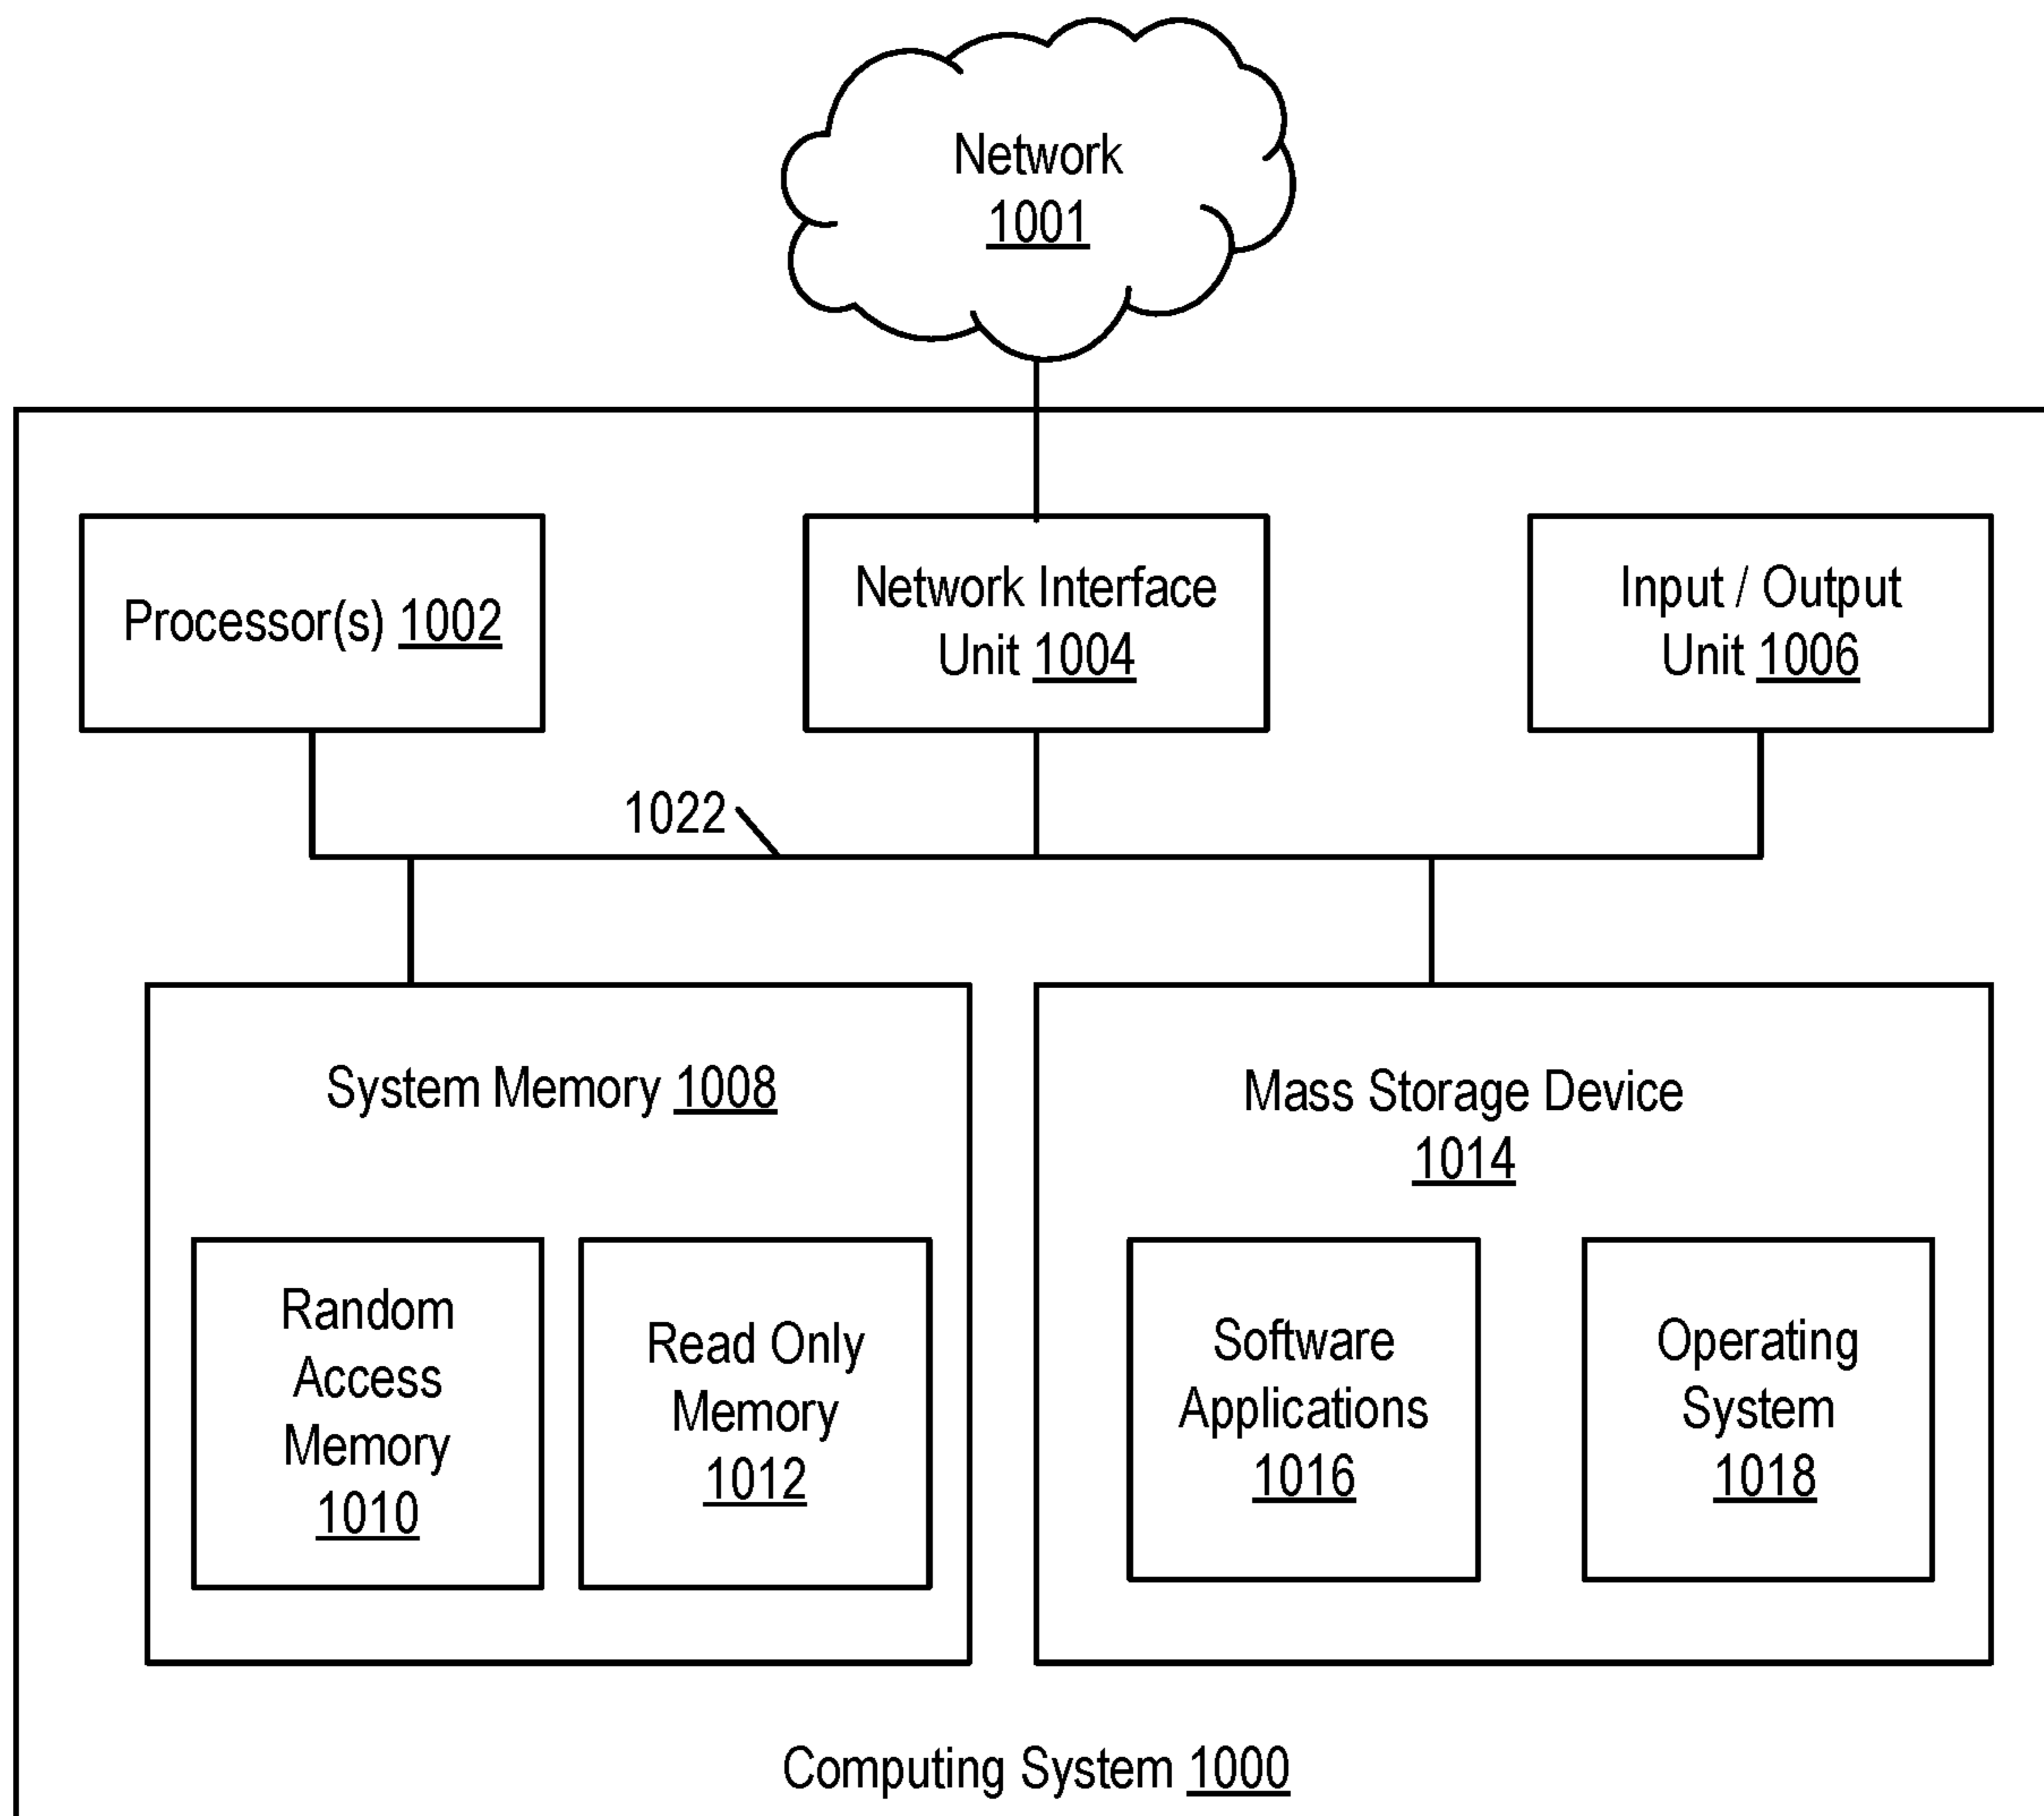 Network
1001
Processor(s) 1002
Network Interface
Unit 1004
Input / Output
Unit 1006
1022
System Memory 1008
Random
Access
Memory
1010
Read Only
Memory
1012
Mass Storage Device
1014
Software
Applications
1016
Operating
System
1018
Computing System 1000